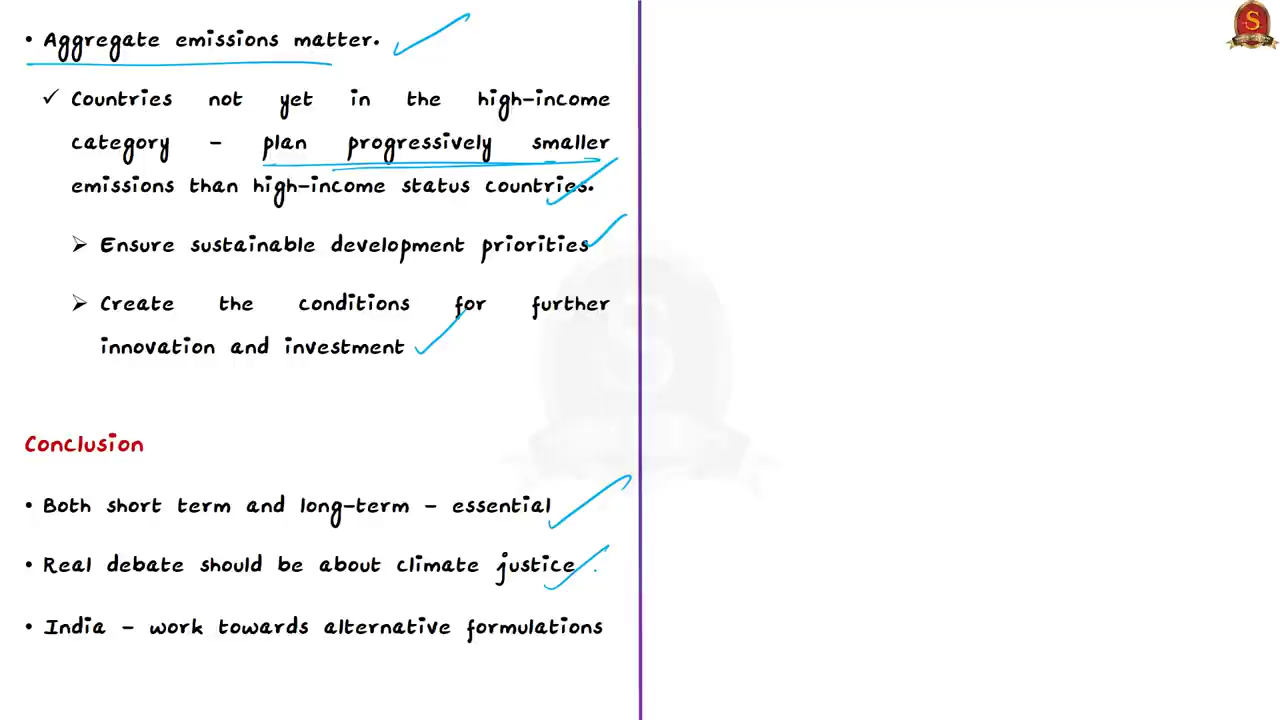 • Aggregate emissions matter.
✓ Countries not yet in the high-income
category – plan progressively smaller
emissions than high-income status countries.
➢ Ensure sustainable development priorities
➢ Create the conditions for further
innovation and investment
Conclusion
• Both short term and long-term – essential
• Real debate should be about climate justice
• India – work towards alternative formulations
S